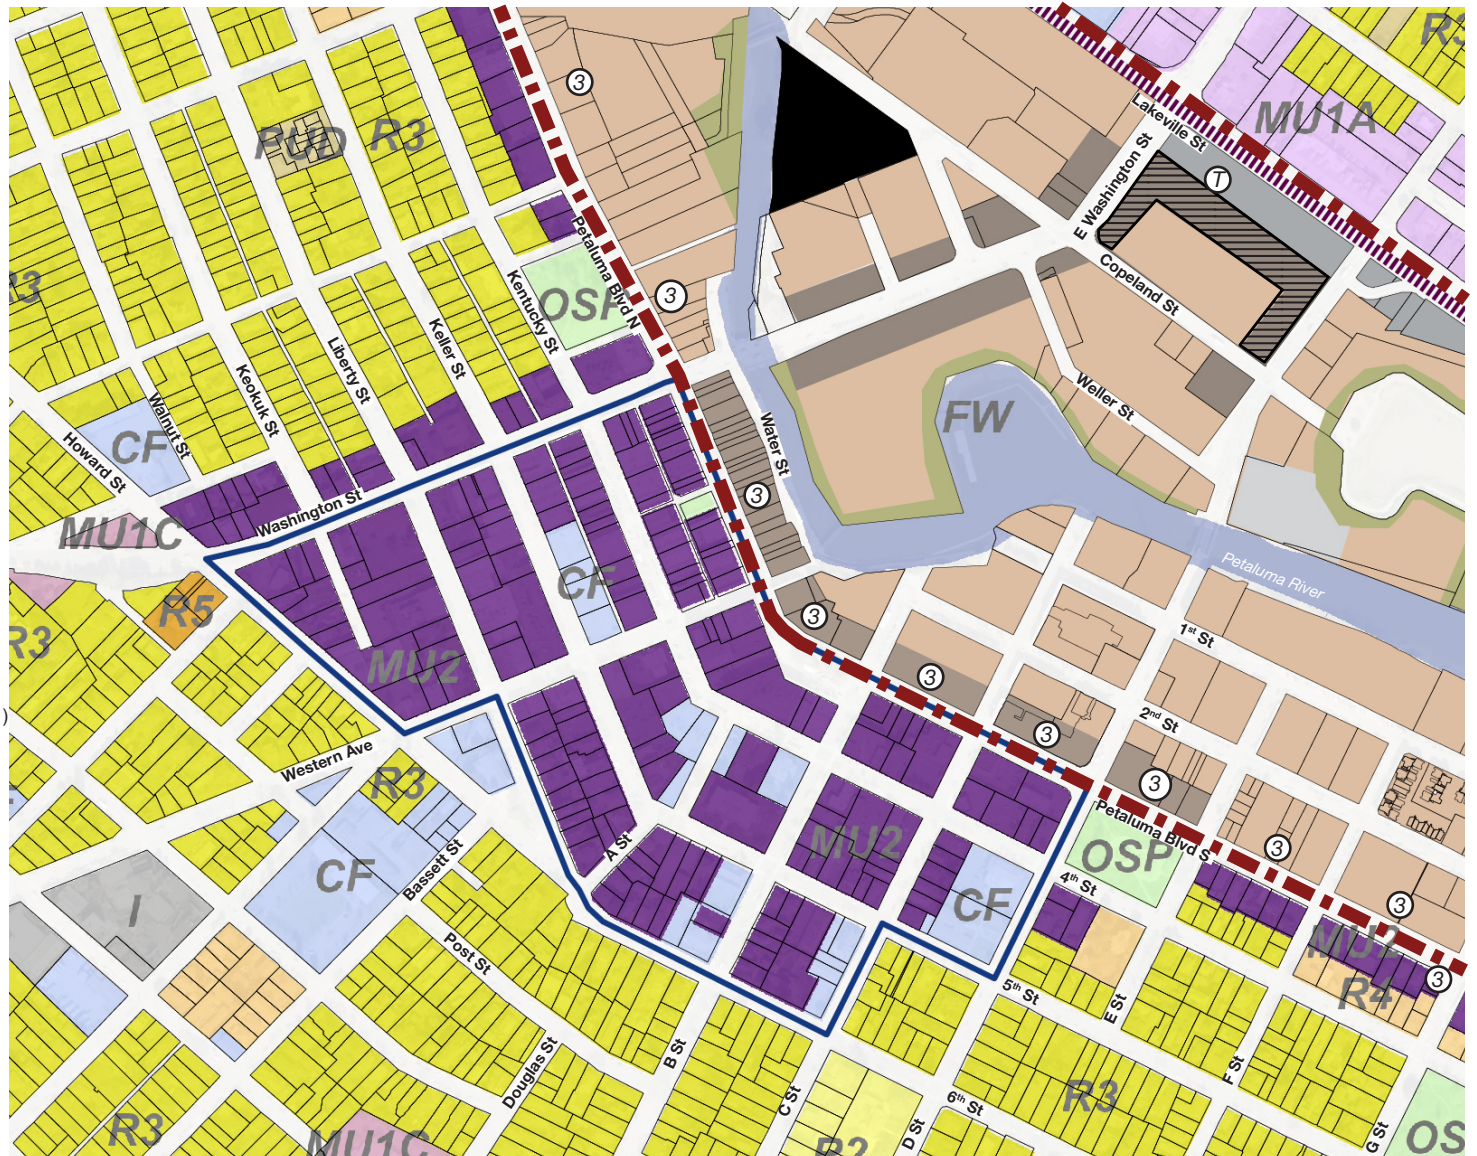 R3
3
MU1A
Lakeville St
PUD
R3
T
E Washington St
Petaluma Blvd N
R3
OSP
3
Kentucky St
Copeland St
Keller St
Liberty St
Keokuk St
Walnut St
Weller St
FW
Water St
CF
Howard St
Washington St
3
MU1C
CF
Petaluma River
R5
R3
3
1st St
MU2
3
2nd St
3
)
Western Ave
R3
3
Petaluma Blvd S
MU2
A St
3
OSP
CF
Bassett St
4th St
CF
3
I
MU2
Post St
3
R4
5th St
E St
B St
F St
Douglas St
C St
6th St
R3
D St
G St
R3
MU1C
R2
OS